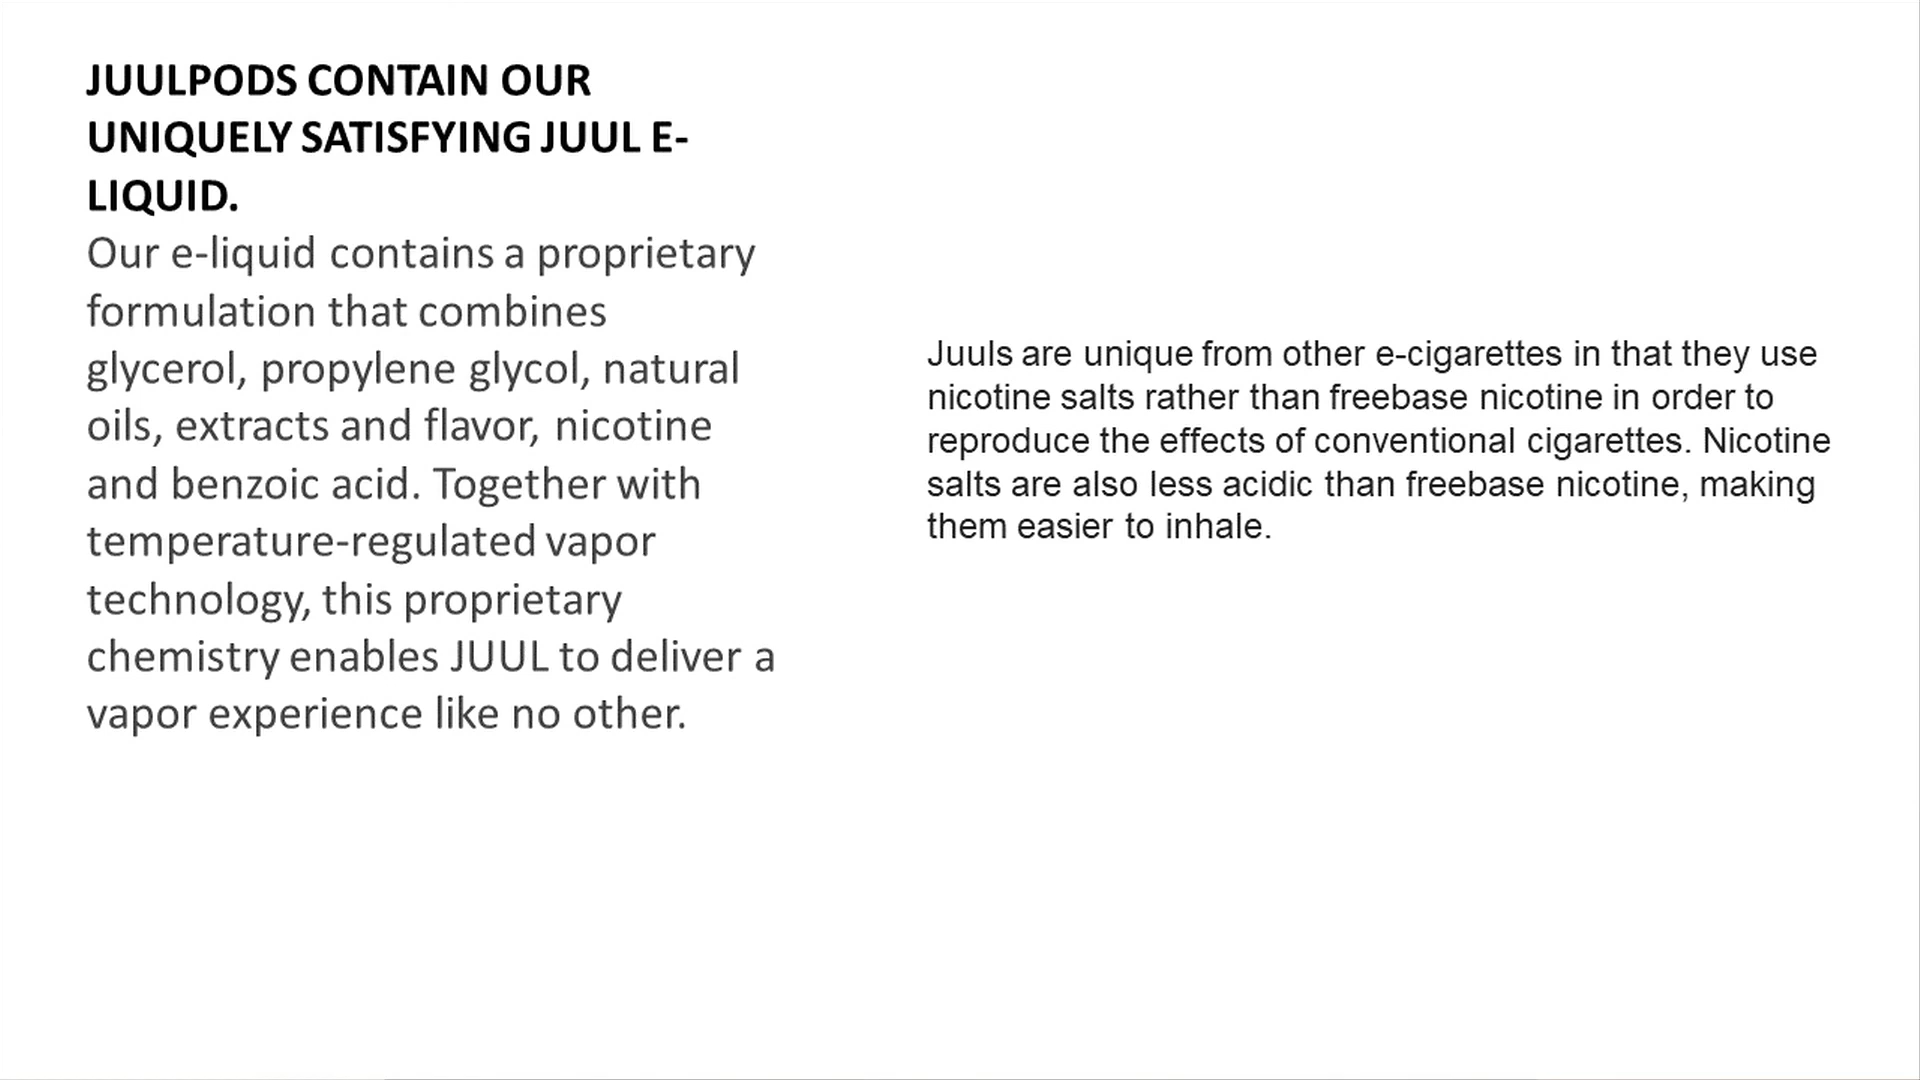 JUULPODS CONTAIN OUR
UNIQUELY SATISFYING JUUL E-
LIQUID.
Our e-liquid contains a proprietary
formulation that combines
glycerol, propylene glycol, natural
oils, extracts and flavor, nicotine
and benzoic acid. Together with
temperature-regulated vapor
technology, this proprietary
chemistry enables JUUL to deliver a
vapor experience like no other.
Juuls are unique from other e-cigarettes in that they use
nicotine salts rather than freebase nicotine in order to
reproduce the effects of conventional cigarettes. Nicotine
salts are also less acidic than freebase nicotine, making
them easier to inhale.